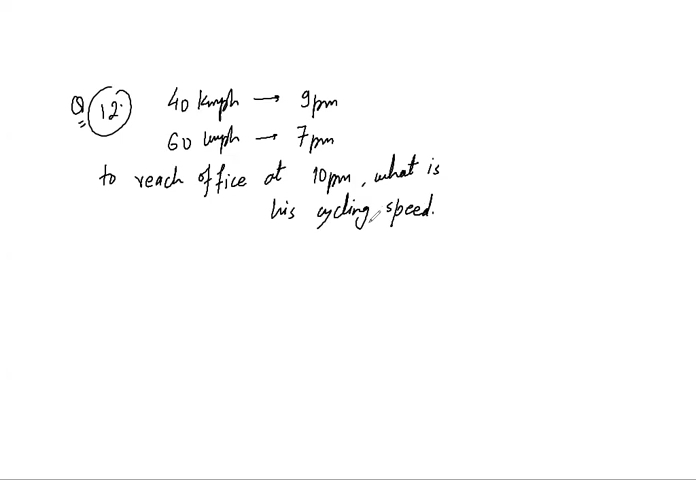 Q 12. 40 kmph → 9pm
60 kmph → 7pm
to reach office at 10pm, what is
his cycling speed.